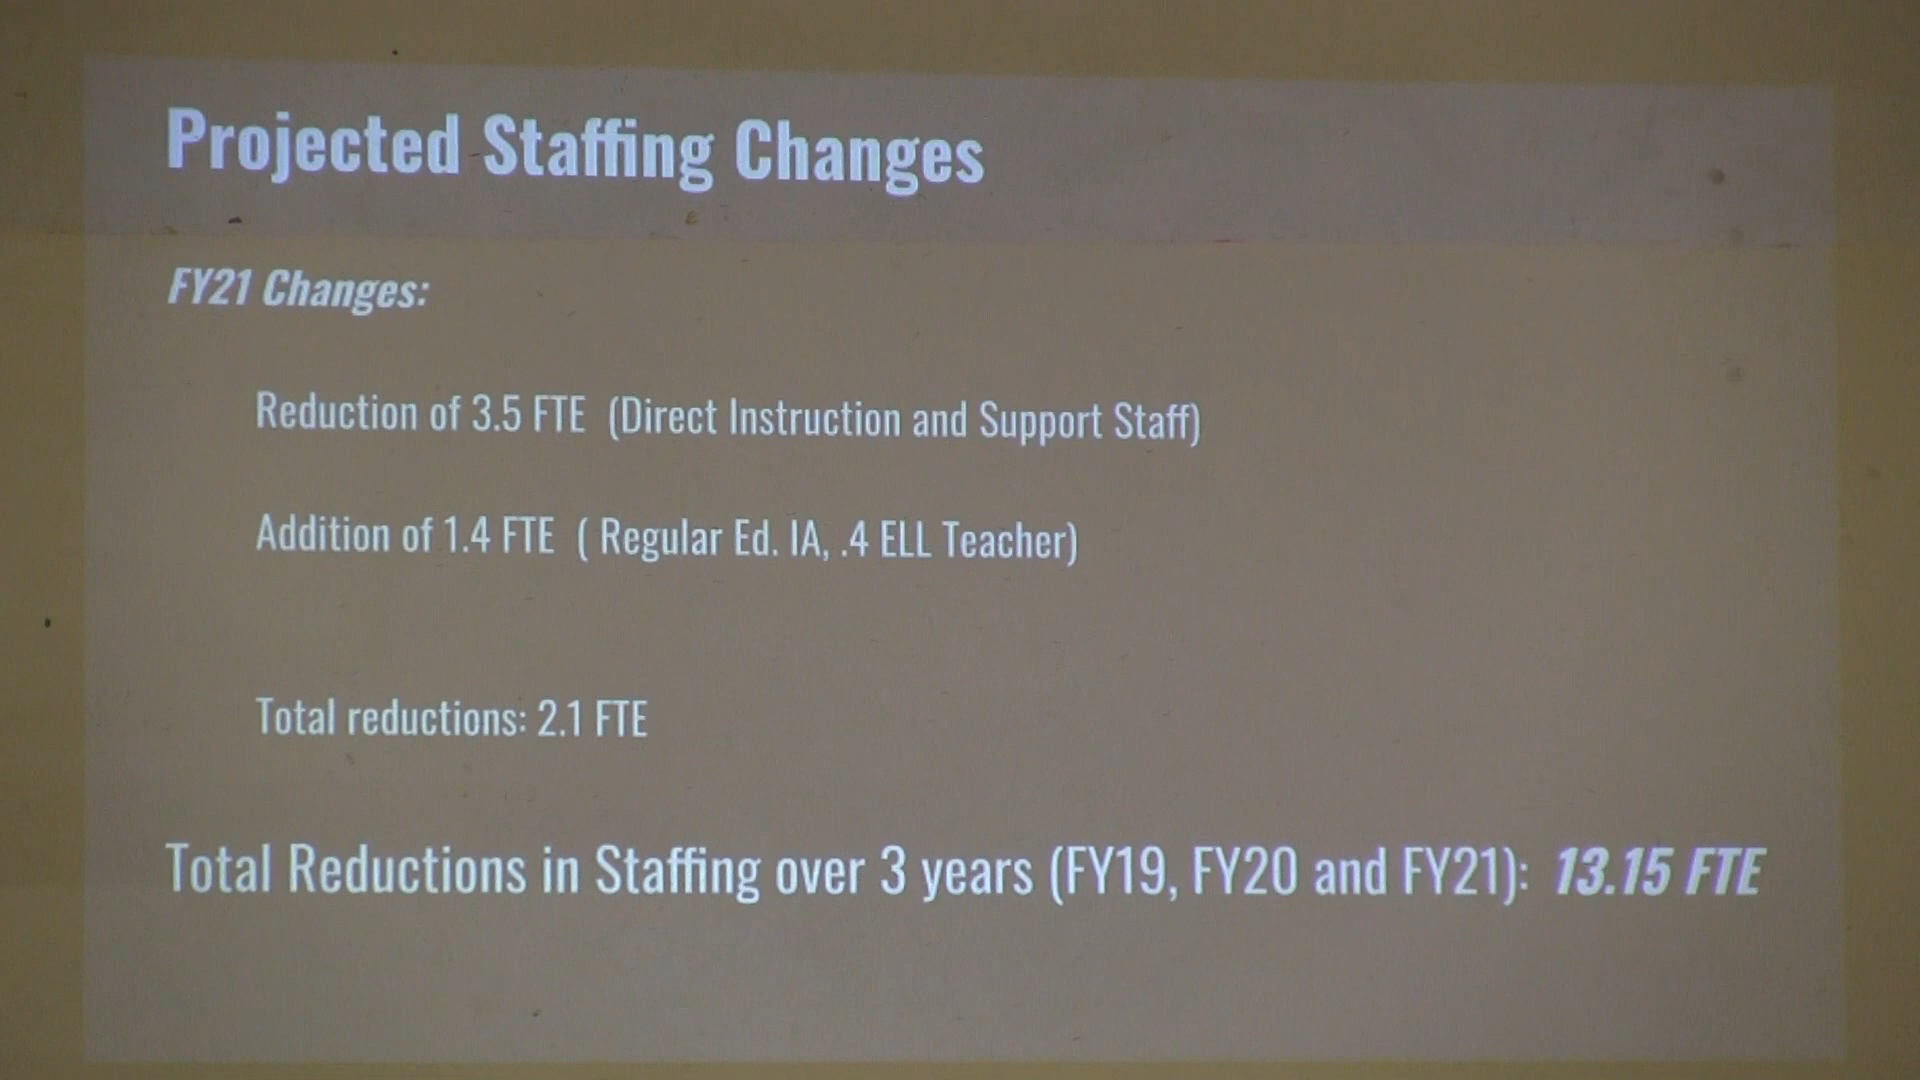 Projected Staffing Changes
FY21 Changes:
Reduction of 3.5 FTE (Direct Instruction and Support Staff)
Addition of 1.4 FTE ( Regular Ed. IA, .4 ELL Teacher)
Total reductions: 2.1 FTE
Total Reductions in Staffing over 3 years (FY19, FY20 and FY21): 13.15 FTE